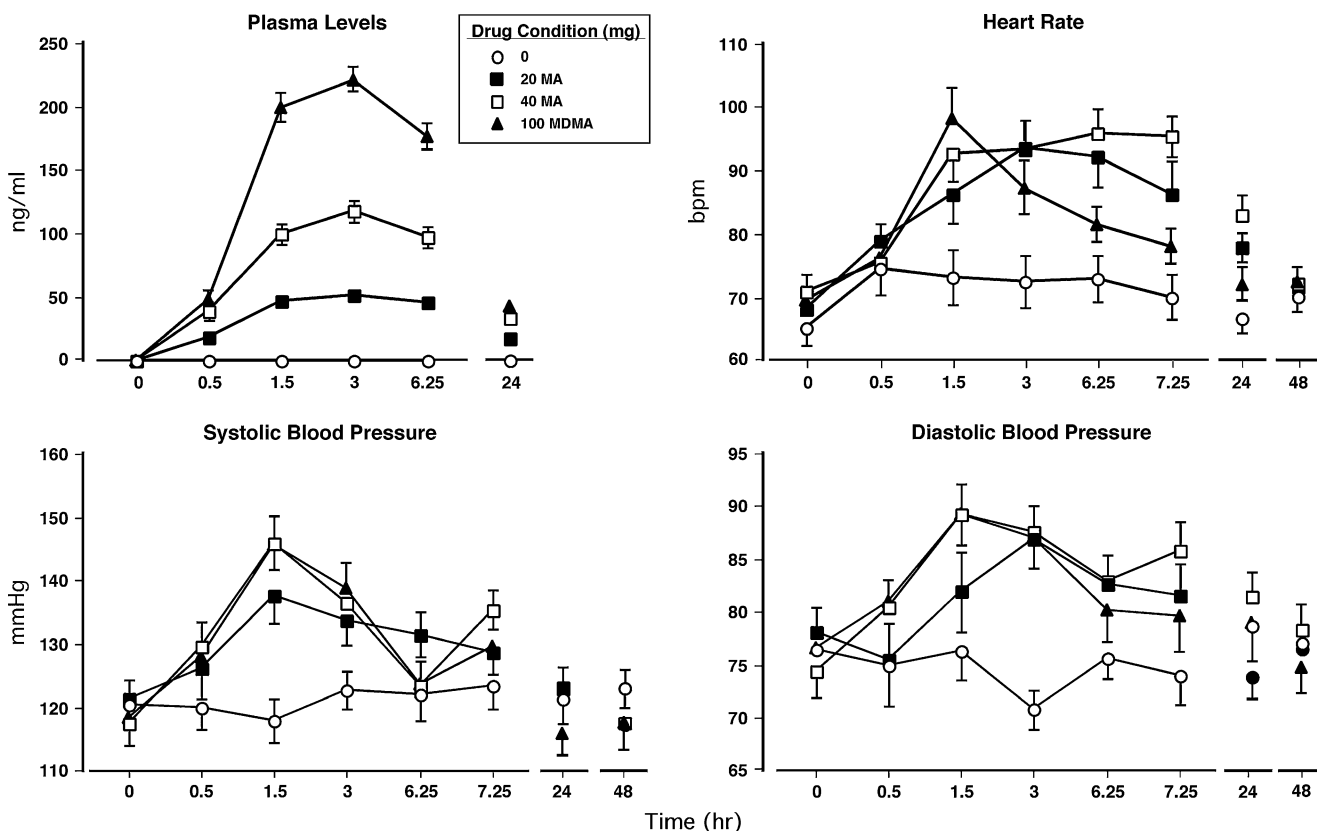 Plasma Levels
Drug Condition (mg)
0
20 MA
40 MA
100 MDMA
250
200
150
100
50
0
ng/ml
0 0.5 1.5 3 6.25 24
Heart Rate
110
100
90
80
70
60
bpm
0 0.5 1.5 3 6.25 7.25 24 48
Systolic Blood Pressure
160
150
140
130
120
110
mmHg
0 0.5 1.5 3 6.25 7.25 24 48
Diastolic Blood Pressure
95
90
85
80
75
70
65
0 0.5 1.5 3 6.25 7.25 24 48
Time (hr)